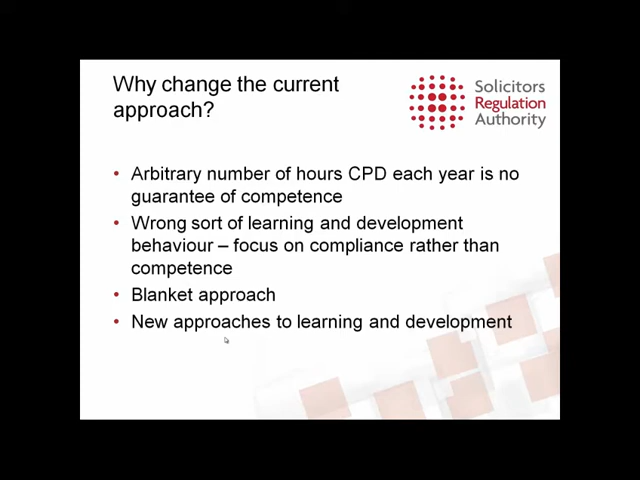 Why change the current
approach?
Solicitors
Regulation
Authority
• Arbitrary number of hours CPD each year is no
guarantee of competence
• Wrong sort of learning and development
behaviour – focus on compliance rather than
competence
• Blanket approach
• New approaches to learning and development